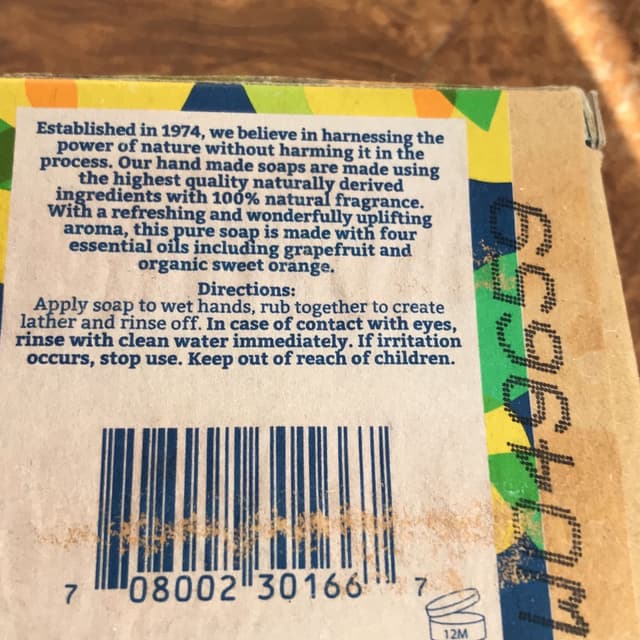 Established in 1974, we believe in harnessing the
power of nature without harming it in the
process. Our hand made soaps are made using
the highest quality naturally derived
ingredients with 100% natural fragrance.
With a refreshing and wonderfully uplifting
aroma, this pure soap is made with four
essential oils including grapefruit and
organic sweet orange.
Directions:
Apply soap to wet hands, rub together to create
lather and rinse off. In case of contact with eyes,
rinse with clean water immediately. If irritation
occurs, stop use. Keep out of reach of children.
7 08002 30166 7
12M